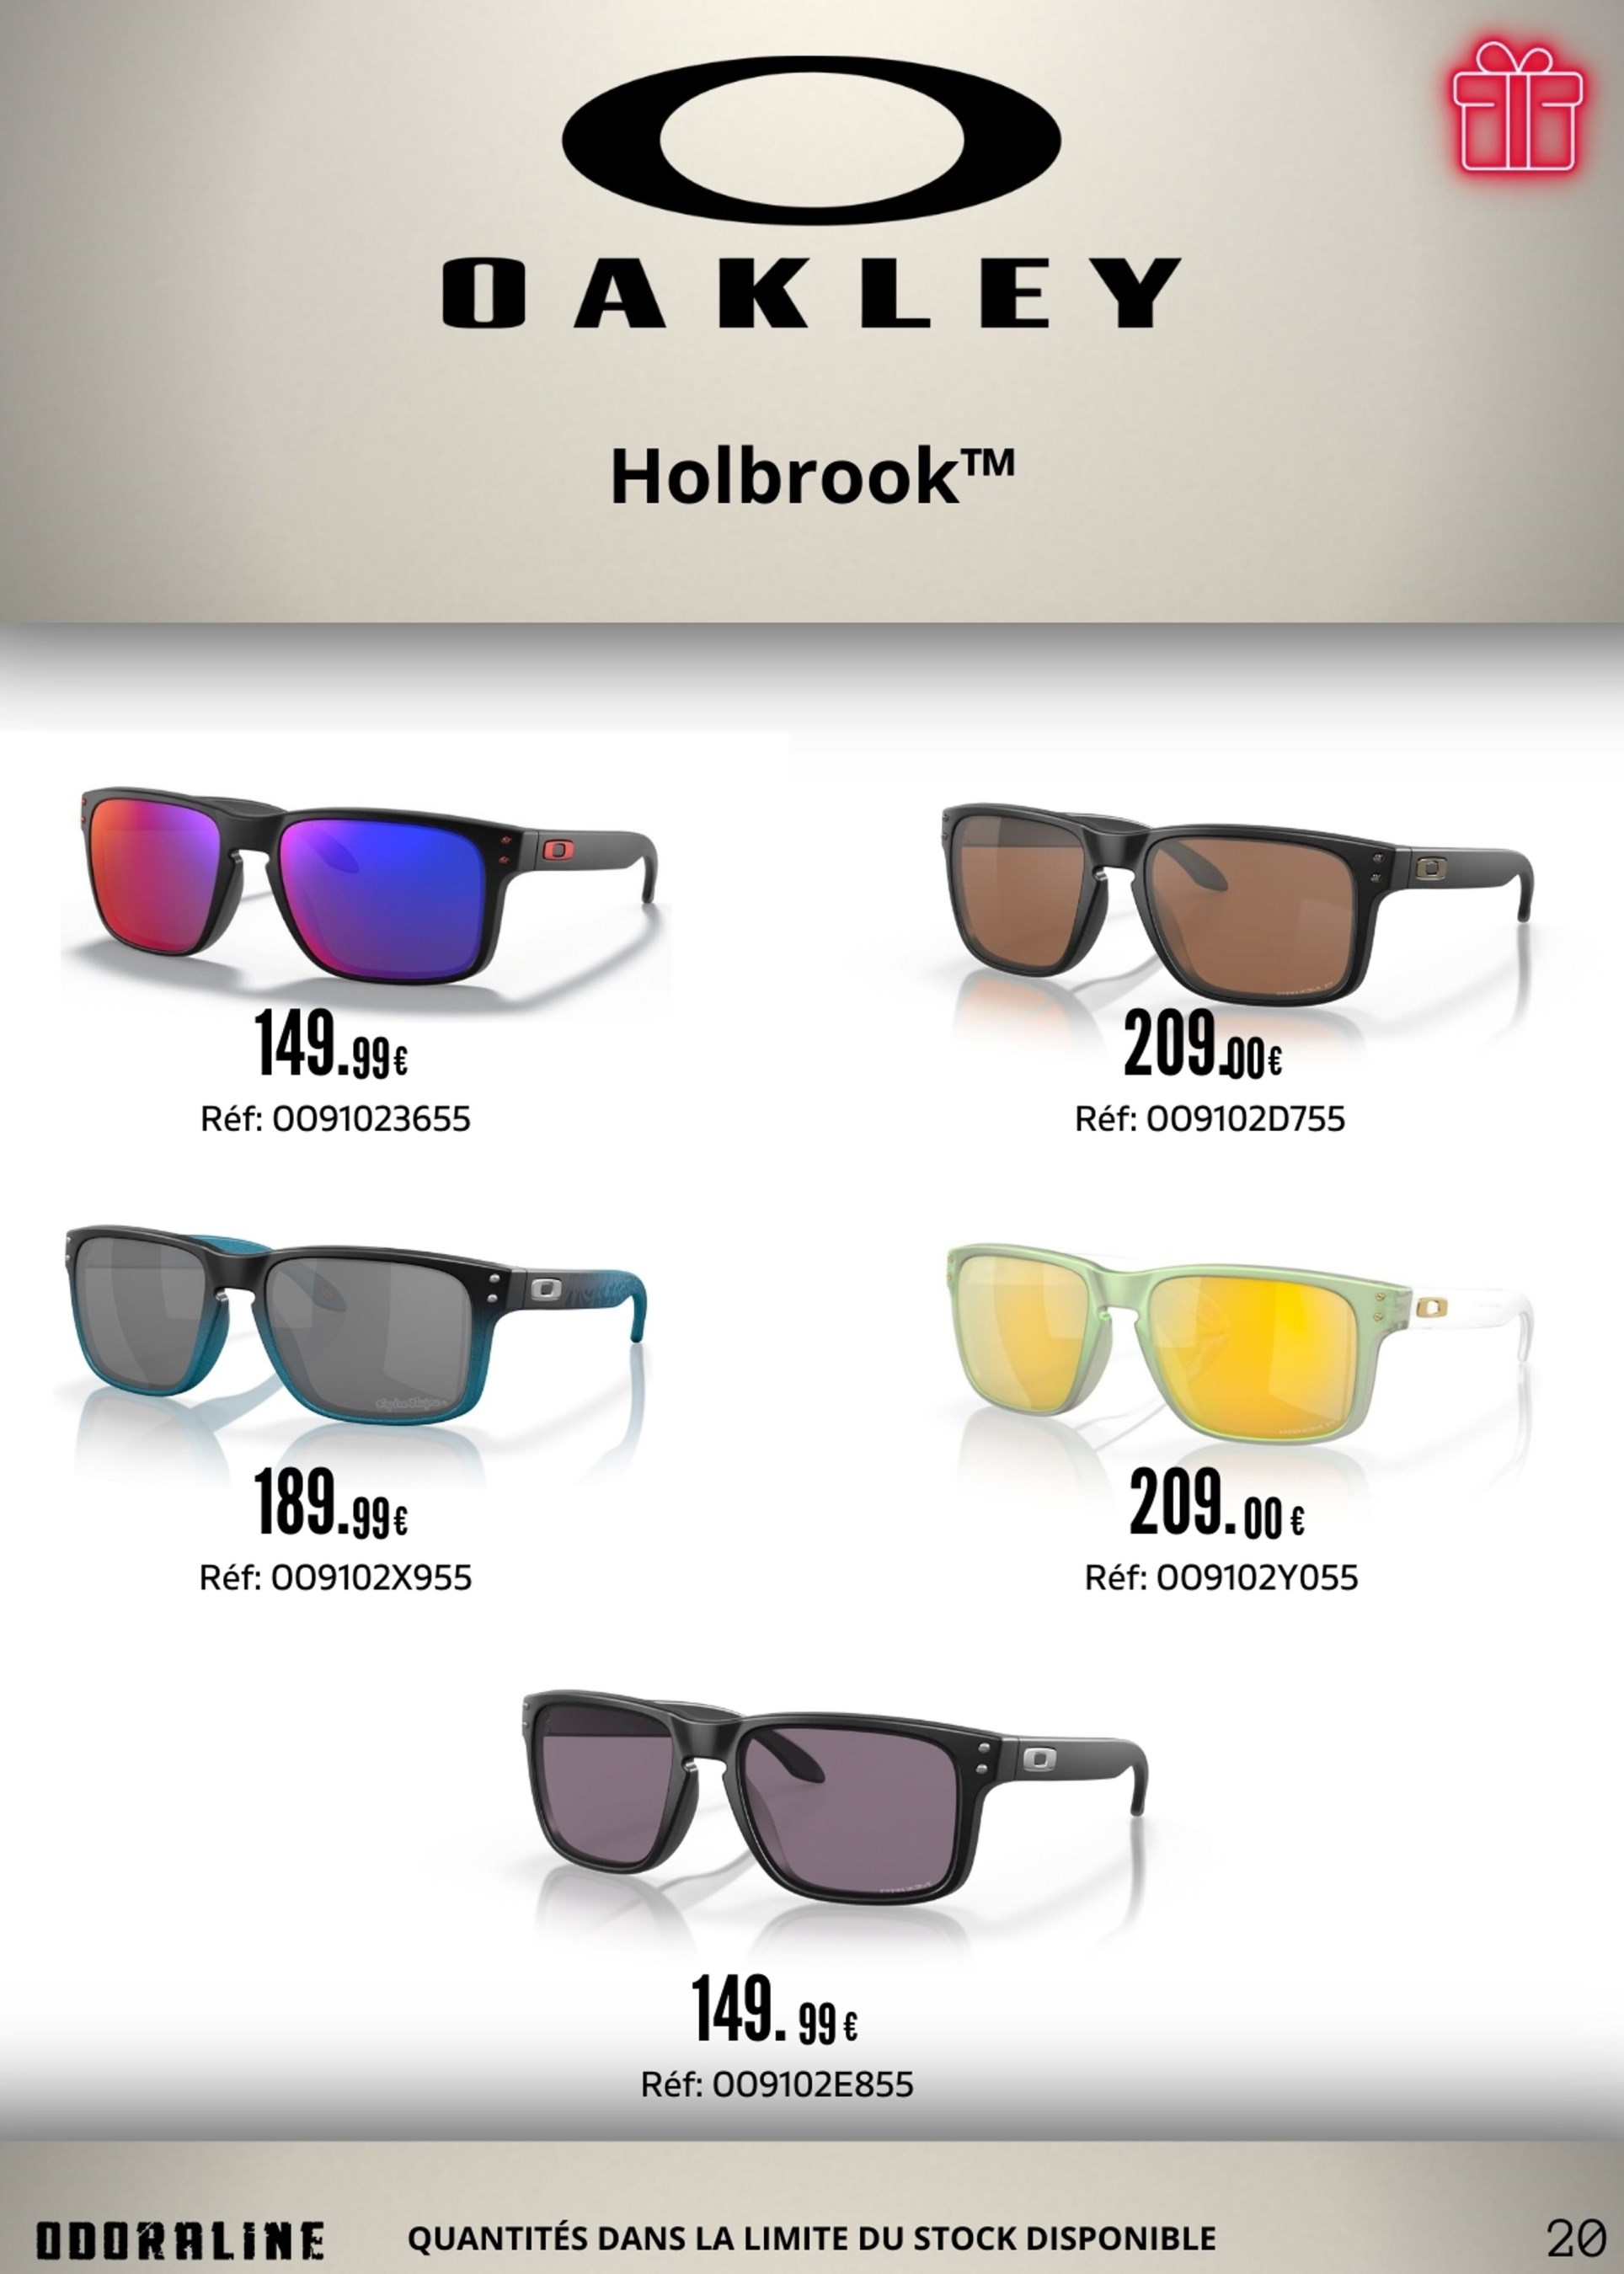 OAKLEY
Holbrook™
149.99€
209.00€
Réf: OO91023655
Réf: OO9102D755
189.99€
209.00 €
Réf: OO9102X955
Réf: OO9102Y055
PRIZM
149. 99 €
Réf: OO9102E855
ODORALINE
QUANTITÉS DANS LA LIMITE DU STOCK DISPONIBLE
20